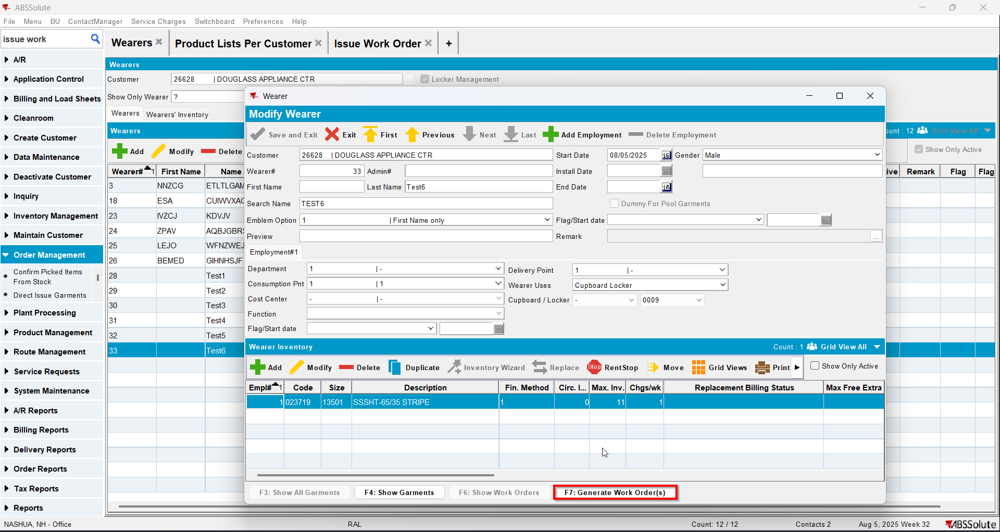 ABSSolute
File Menu BU ContactManager Service Charges Switchboard Preferences Help
issue work
Wearers Product Lists Per Customer Issue Work Order +
A/R
Application Control
Billing and Load Sheets
Cleanroom
Create Customer
Data Maintenance
Deactivate Customer
Inquiry
Inventory Management
Maintain Customer
Order Management
Confirm Picked Items
From Stock
Direct Issue Garments
Plant Processing
Product Management
Route Management
Service Requests
System Maintenance
A/R Reports
Billing Reports
Delivery Reports
Order Reports
Tax Reports
Reports
Wearers
Customer 26628 | DOUGLASS APPLIANCE CTR ... Locker Management
Show Only Wearer ?
Wearers Wearers' Inventory
Wearers
ount : 12 Grid View All
Add Modify Delete
Show Only Active
Wearer# 1 First Name Name
ive Remark Flag Flag
3 NNZCG ETLTLGAM
18 ESA CUIWVXAC
23 IVZCJ KDVJV
24 ZPAV AQBJGBRS
25 LEJO WFNZWEJ
26 BEMED GIHNHSJF
28 Test1
29 Test2
30 Test3
31 Test4
32 Test5
33 Test6
Wearer
Modify Wearer
Save and Exit Exit First Previous Next Last Add Employment Delete Employment
Customer 26628 | DOUGLASS APPLIANCE CTR Start Date 08/05/2025 16 Gender Male
Wearer# 33 Admin# Install Date 16
First Name Last Name Test6 End Date 16
Search Name TEST6 Dummy For Pool Garments
Emblem Option 1 | First Name only Flag/Start date 16
Preview Remark ...
Employment#1
Department 1 | - Delivery Point 1 | -
Consumption Pnt 1 | 1 Wearer Uses Cupboard Locker
Cost Center - | - Cupboard / Locker - 0009
Function
Flag/Start date 16
Wearer Inventory Count : 1 Grid View All
Add Modify Delete Duplicate Inventory Wizard Replace Stop RentStop Move Grid Views Print Show Only Active
Empl# 1 Code Size Description Fin. Method Circ. I... Max. Inv. Chgs/wk Replacement Billing Status Max Free Extra
1 023719 13501 SSSHT-65/35 STRIPE 1 0 11 1
F3: Show All Garments F4: Show Garments F6: Show Work Orders F7: Generate Work Order(s)
NASHUA, NH - Office RAL Count: 12 / 12 Contacts 2 Aug 5, 2025 Week 32 ABSSolute